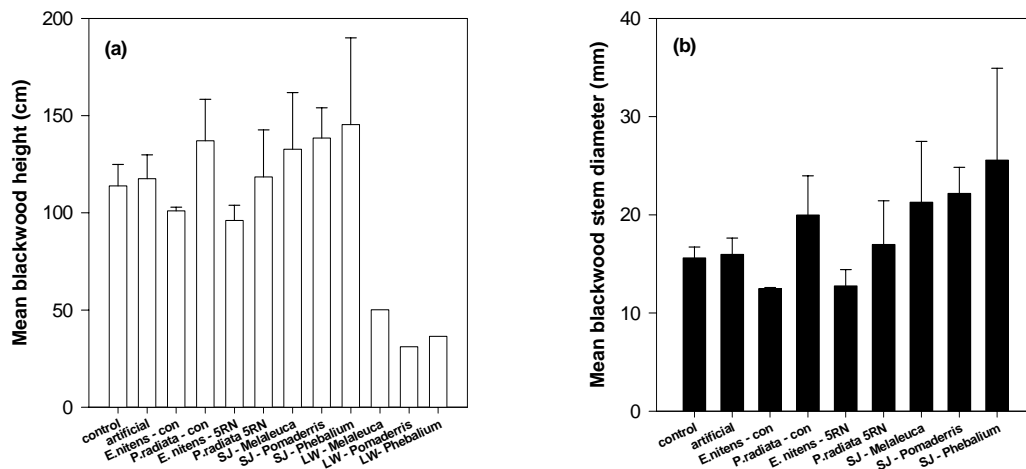 (a)
Mean blackwood height (cm)
200
150
100
50
0
control
artificial
E.nitens - con
P.radiata - con
E. nitens - 5RN
P.radiata 5RN
SJ - Melaleuca
SJ - Pomaderris
SJ - Phebalium
LW - Melaleuca
LW - Pomaderris
LW- Phebalium
(b)
Mean blackwood stem diameter (mm)
40
30
20
10
0
control
artificial
E.nitens - con
P.radiata - con
E. nitens - 5RN
P.radiata 5RN
SJ - Melaleuca
SJ - Pomaderris
SJ - Phebalium